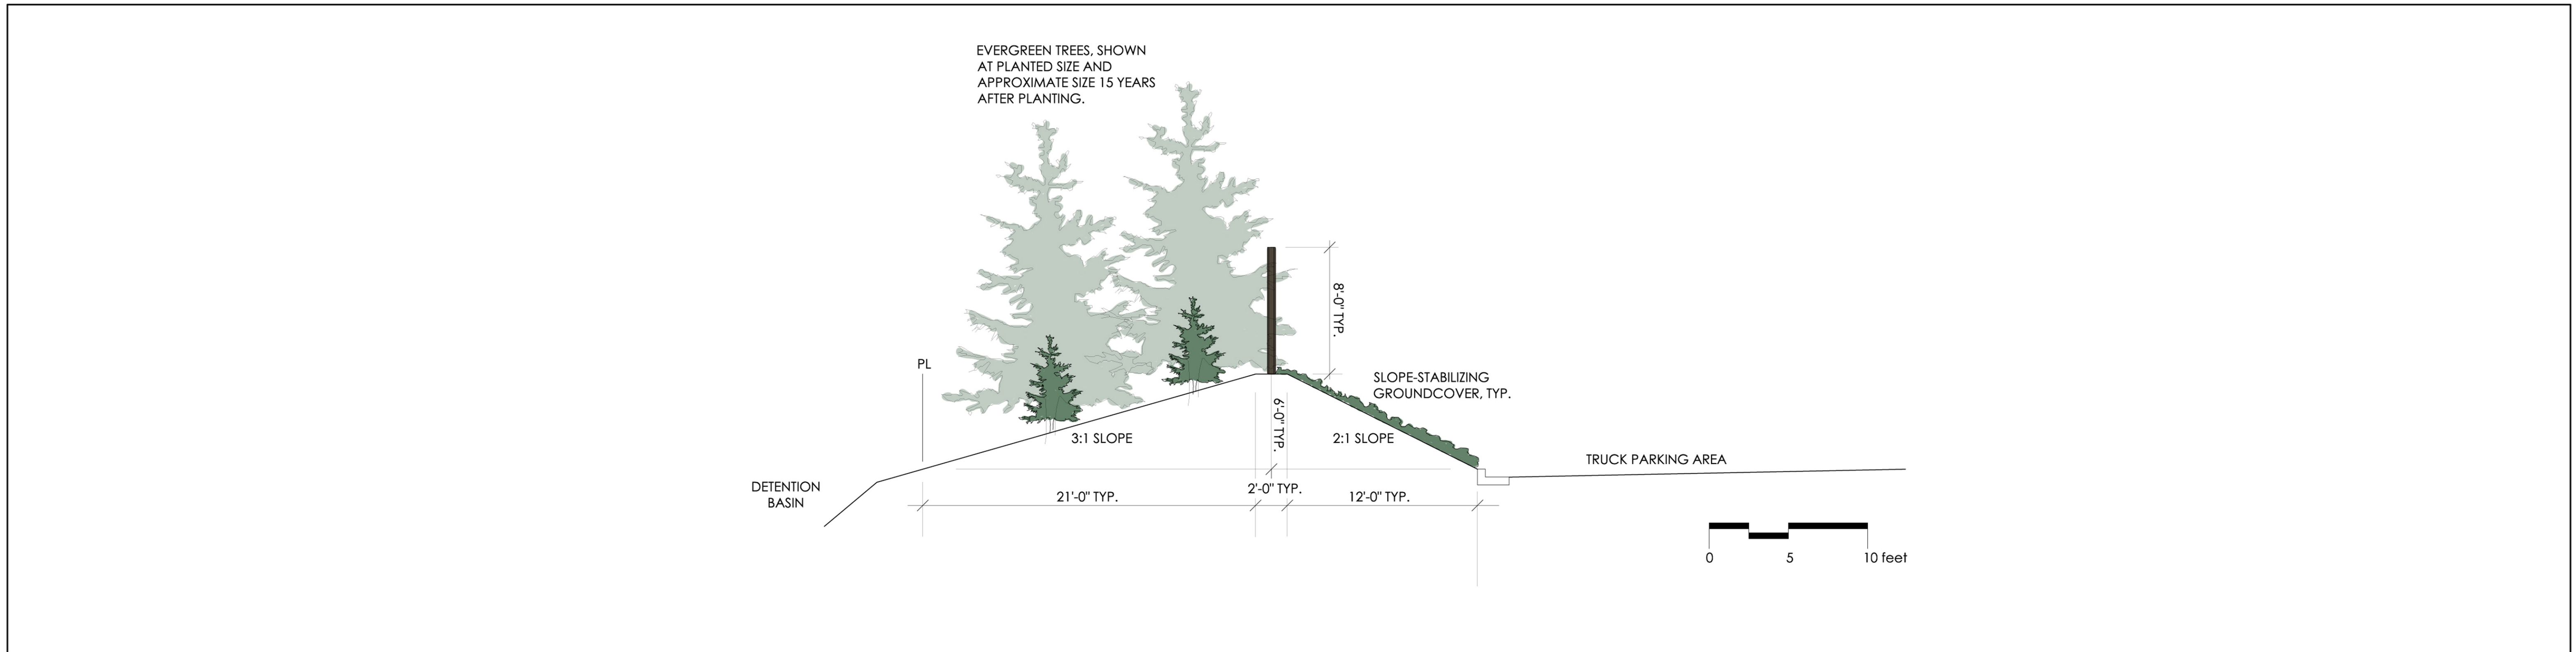 EVERGREEN TREES, SHOWN
AT PLANTED SIZE AND
APPROXIMATE SIZE 15 YEARS
AFTER PLANTING.
8'-0" TYP.
PL
SLOPE-STABILIZING
GROUNDCOVER, TYP.
6'-0" TYP.
3:1 SLOPE
2:1 SLOPE
TRUCK PARKING AREA
DETENTION
BASIN
21'-0" TYP.
2'-0" TYP.
12'-0" TYP.
0 5 10 feet